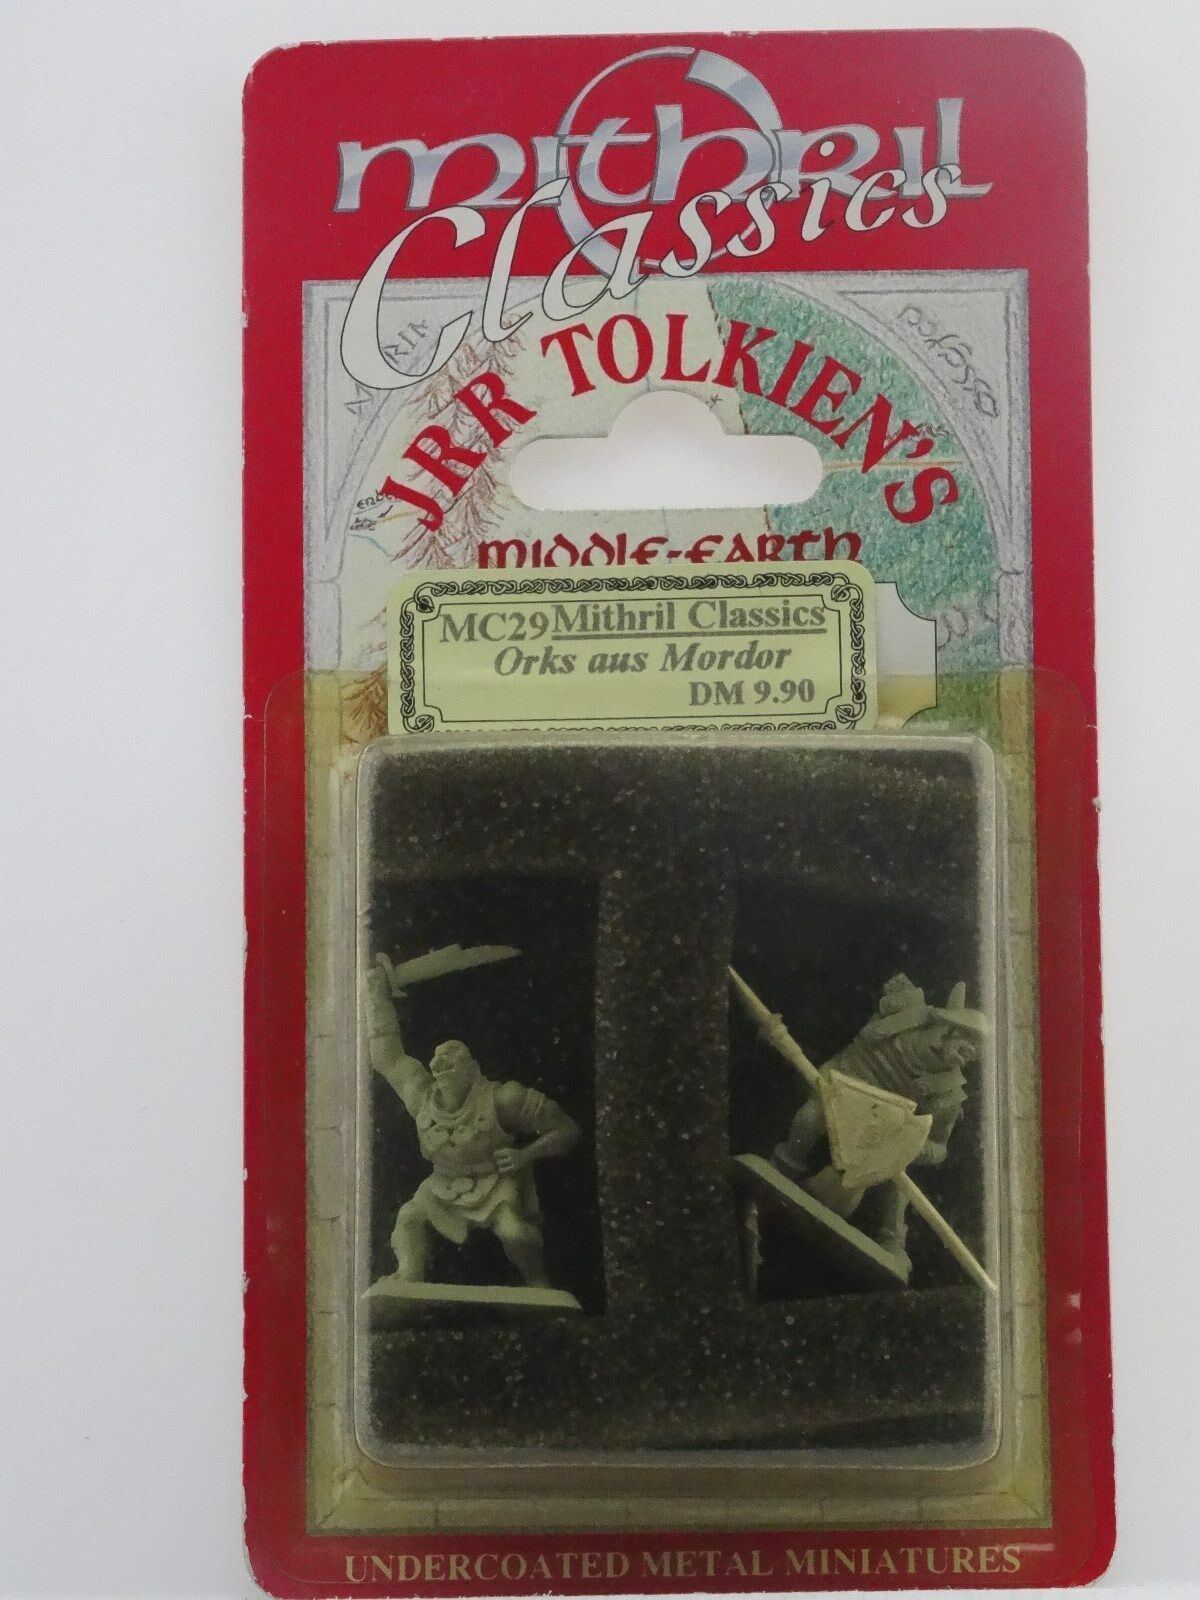 mithril
Classics
JRR TOLKIEN'S
MIDDLE-EARTH
MC29 Mithril Classics
Orks aus Mordor
DM 9.90
UNDERCOATED METAL MINIATURES